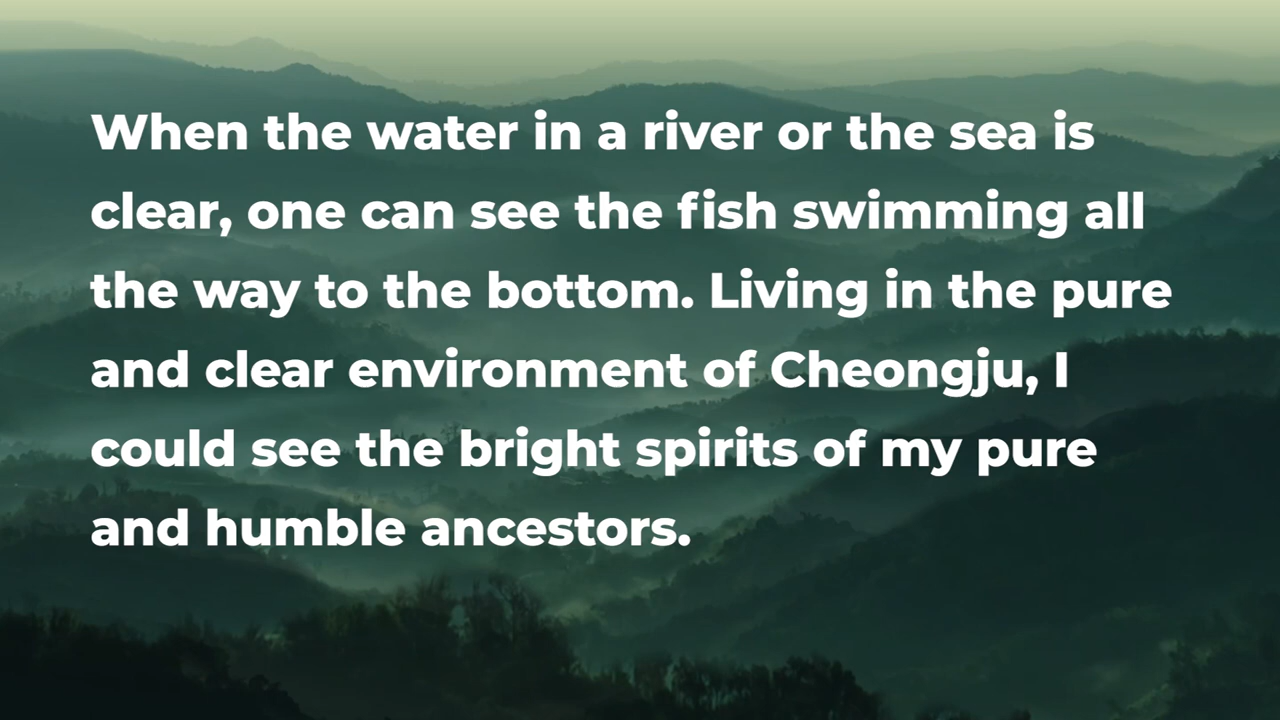 When the water in a river or the sea is
clear, one can see the fish swimming all
the way to the bottom. Living in the pure
and clear environment of Cheongju, I
could see the bright spirits of my pure
and humble ancestors.